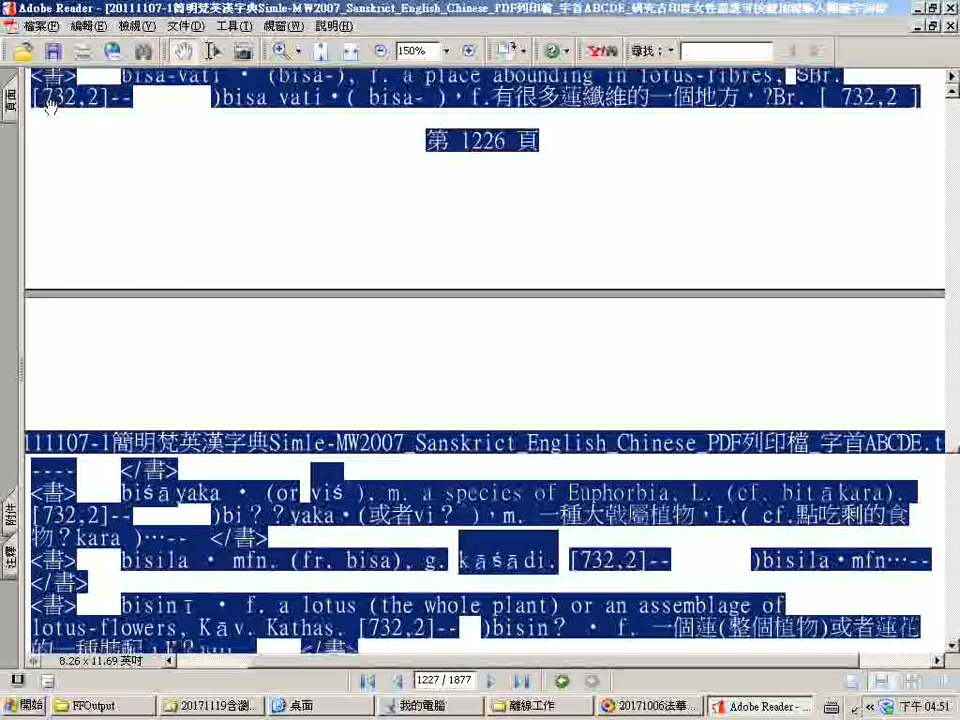 Adobe Reader - [20111107-1簡明梵英漢字典Simle-MW2007_Sanskrict_English_Chinese_PDF列印檔_字首ABCDE
檔案(F) 編輯(E) 檢視(V) 文件(D) 工具(T) 視窗(W) 說明(H)
150% 尋找:
頁面
<書> bisa-vatī • (bisa-), f. a place abounding in lotus-fibres, ŚBr.
[732,2]-- )bisa vati•( bisa- ), f.有很多蓮纖維的一個地方,?Br. [ 732,2 ]
第 1226 頁
111107-1簡明梵英漢字典Simle-MW2007_Sanskrict_English_Chinese_PDF列印檔_字首ABCDE.t
---- </書>
<書> biśāyaka • (or viś ), m. a species of Euphorbia, L. (cf. bitākara).
[732,2]-- )bi??yaka•(或者vi? ), m. 一種大戟屬植物,L.( cf.點吃剩的食
物?kara )…-- </書>
<書> bisila • mfn. (fr. bisa), g. kāśādi. [732,2]-- )bisila•mfn…--
</書>
<書> bisinī • f. a lotus (the whole plant) or an assemblage of
lotus-flowers, Kāv. Kathas. [732,2]-- )bisin? • f. 一個蓮(整個植物)或者蓮花
附件
註釋
8.26 x 11.69 英吋
1227 / 1877
開始 FFOutput 20171119含瀏... 桌面 我的電腦 離線工作 20171006法華... Adobe Reader - ... 下午 04:51